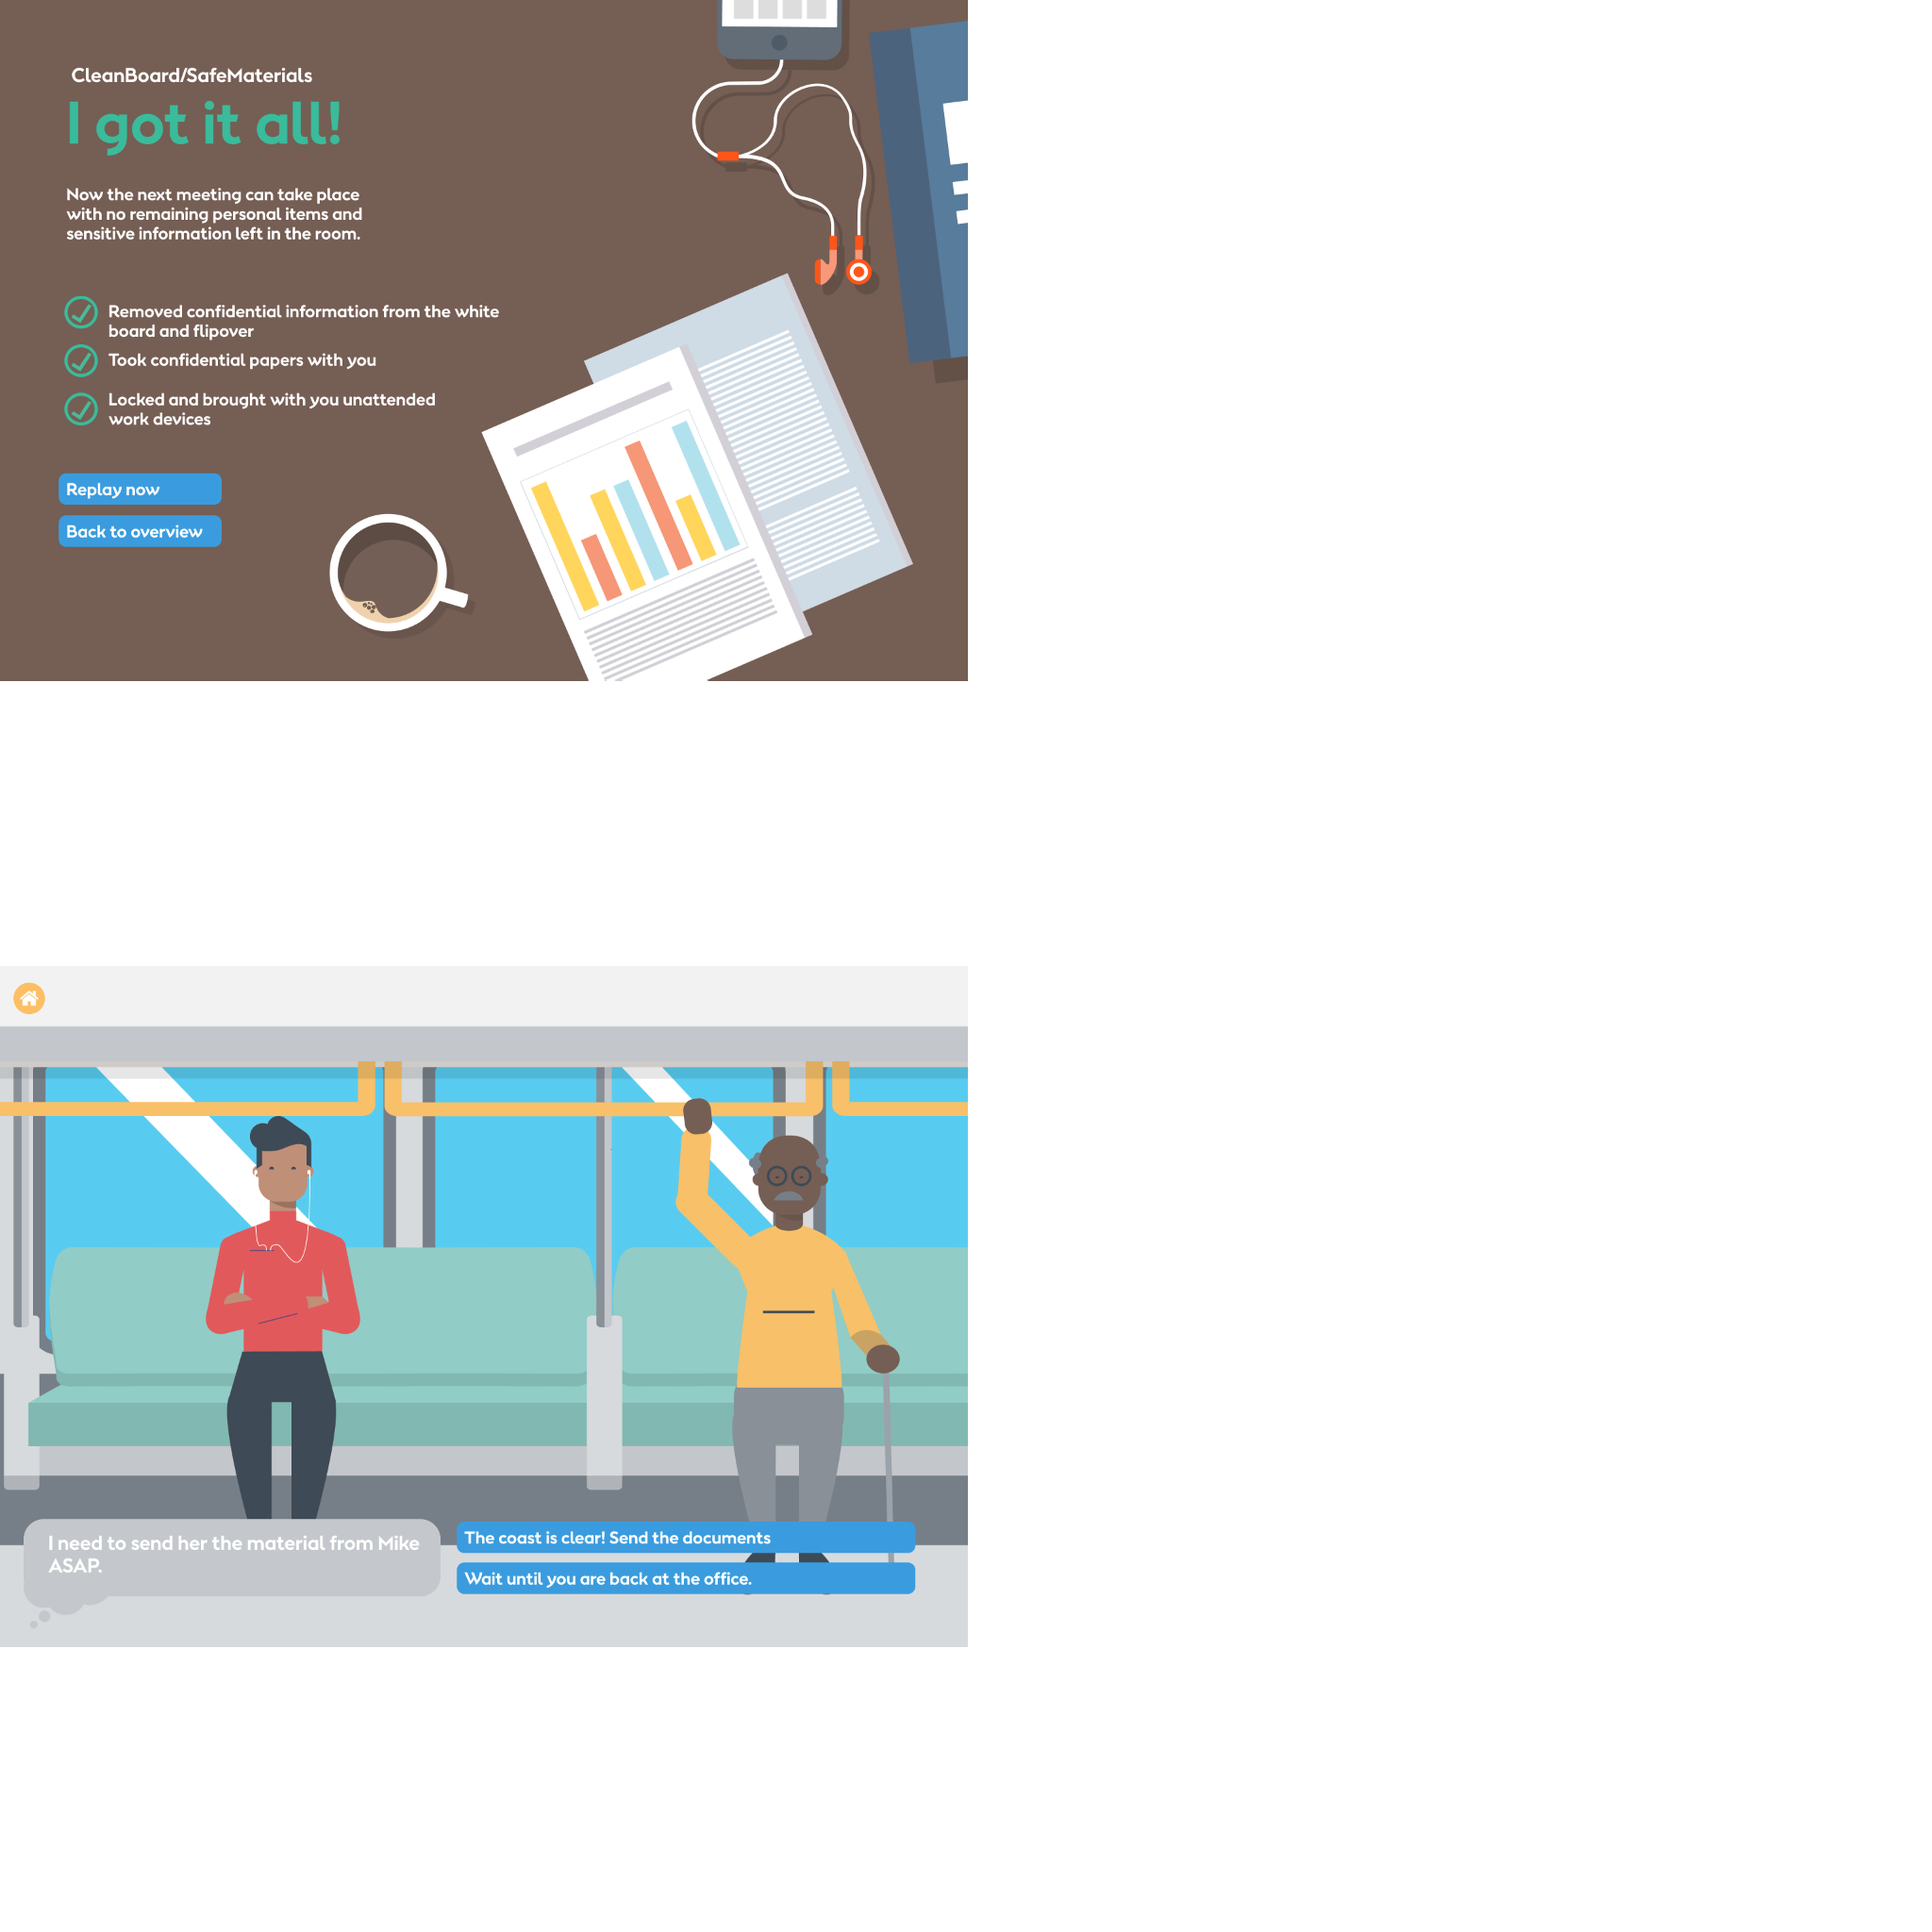 CleanBoard/SafeMaterials
I got it all!
Now the next meeting can take place
with no remaining personal items and
sensitive information left in the room.
Removed confidential information from the white
board and flipover
Took confidential papers with you
Locked and brought with you unattended
work devices
Replay now
Back to overview
I need to send her the material from Mike
ASAP.
The coast is clear! Send the documents
Wait until you are back at the office.